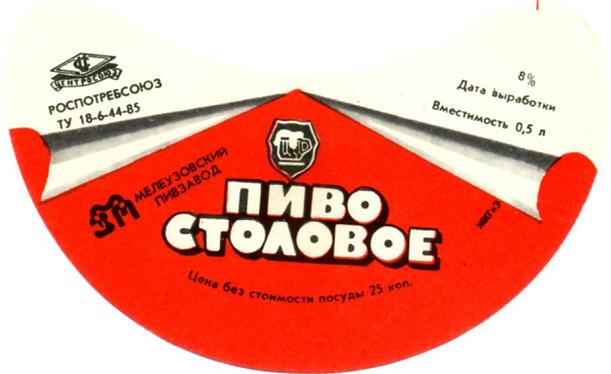 ЦЕНТРОСОЮЗ
РОСПОТРЕБСОЮЗ
ТУ 18-6-44-85
8%
Дата выработки
Вместимость 0,5 л
МЕЛЕУЗОВСКИЙ
ПИВЗАВОД
ПИВО
СТОЛОВОЕ
Цена без стоимости посуды 25 коп.